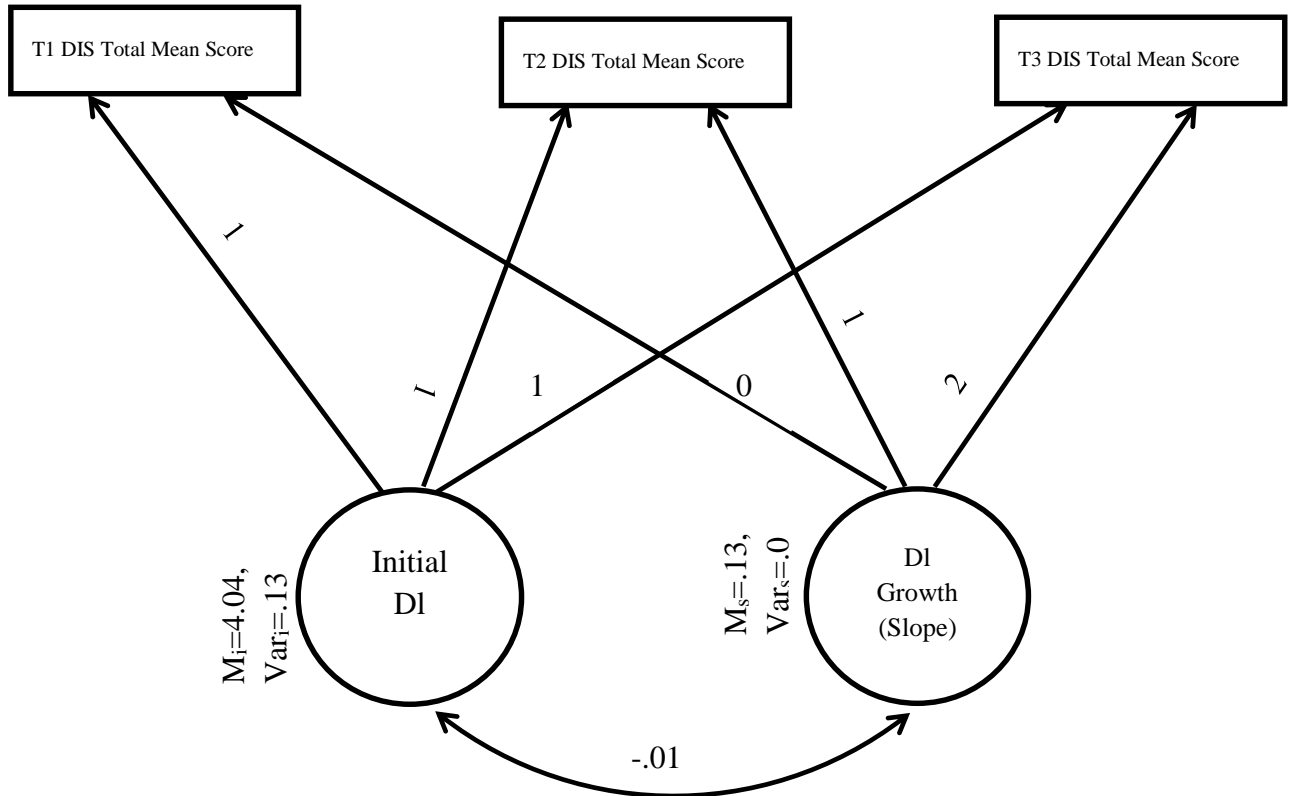 T1 DIS Total Mean Score
T2 DIS Total Mean Score
T3 DIS Total Mean Score
1
1
1
1
0
2
Initial
Dl
Mᵢ=4.04,
Varᵢ=.13
Dl
Growth
(Slope)
Mₛ=.13,
Varₛ=.0
-.01